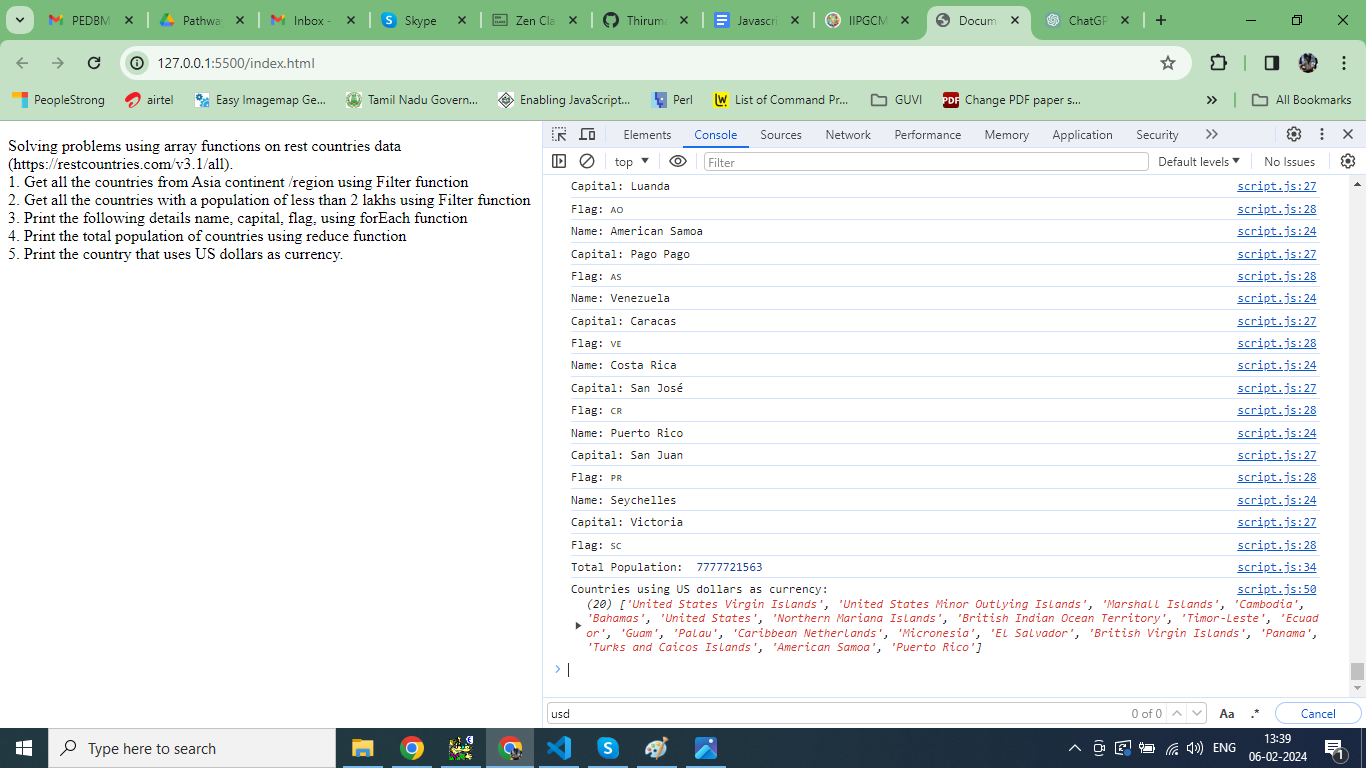 PEDBM
Pathwa
Inbox -
Skype
Zen Cla
Thiruma
Javascri
IIPGCM
Docum
ChatGP
127.0.0.1:5500/index.html
PeopleStrong
airtel
Easy Imagemap Ge...
Tamil Nadu Govern...
Enabling JavaScript...
Perl
List of Command Pr...
GUVI
Change PDF paper s...
All Bookmarks
Solving problems using array functions on rest countries data
(https://restcountries.com/v3.1/all).
1. Get all the countries from Asia continent /region using Filter function
2. Get all the countries with a population of less than 2 lakhs using Filter function
3. Print the following details name, capital, flag, using forEach function
4. Print the total population of countries using reduce function
5. Print the country that uses US dollars as currency.
Elements Console Sources Network Performance Memory Application Security
top Filter Default levels No Issues
Capital: Luanda script.js:27
Flag: AO script.js:28
Name: American Samoa script.js:24
Capital: Pago Pago script.js:27
Flag: AS script.js:28
Name: Venezuela script.js:24
Capital: Caracas script.js:27
Flag: VE script.js:28
Name: Costa Rica script.js:24
Capital: San José script.js:27
Flag: CR script.js:28
Name: Puerto Rico script.js:24
Capital: San Juan script.js:27
Flag: PR script.js:28
Name: Seychelles script.js:24
Capital: Victoria script.js:27
Flag: SC script.js:28
Total Population: 7777721563 script.js:34
Countries using US dollars as currency: script.js:50
(20) ['United States Virgin Islands', 'United States Minor Outlying Islands', 'Marshall Islands', 'Cambodia',
'Bahamas', 'United States', 'Northern Mariana Islands', 'British Indian Ocean Territory', 'Timor-Leste', 'Ecuad
or', 'Guam', 'Palau', 'Caribbean Netherlands', 'Micronesia', 'El Salvador', 'British Virgin Islands', 'Panama',
'Turks and Caicos Islands', 'American Samoa', 'Puerto Rico']
usd 0 of 0 Aa .* Cancel
Type here to search
ENG
13:39
06-02-2024
1